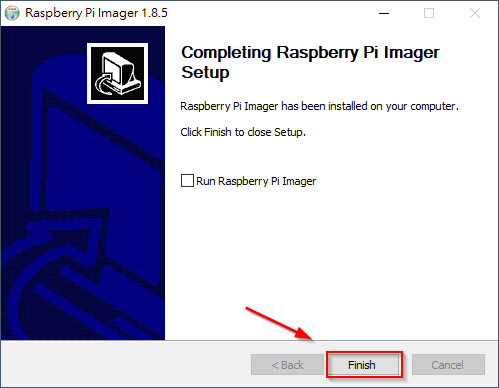 Raspberry Pi Imager 1.8.5
Completing Raspberry Pi Imager
Setup
Raspberry Pi Imager has been installed on your computer.
Click Finish to close Setup.
Run Raspberry Pi Imager
< Back
Finish
Cancel